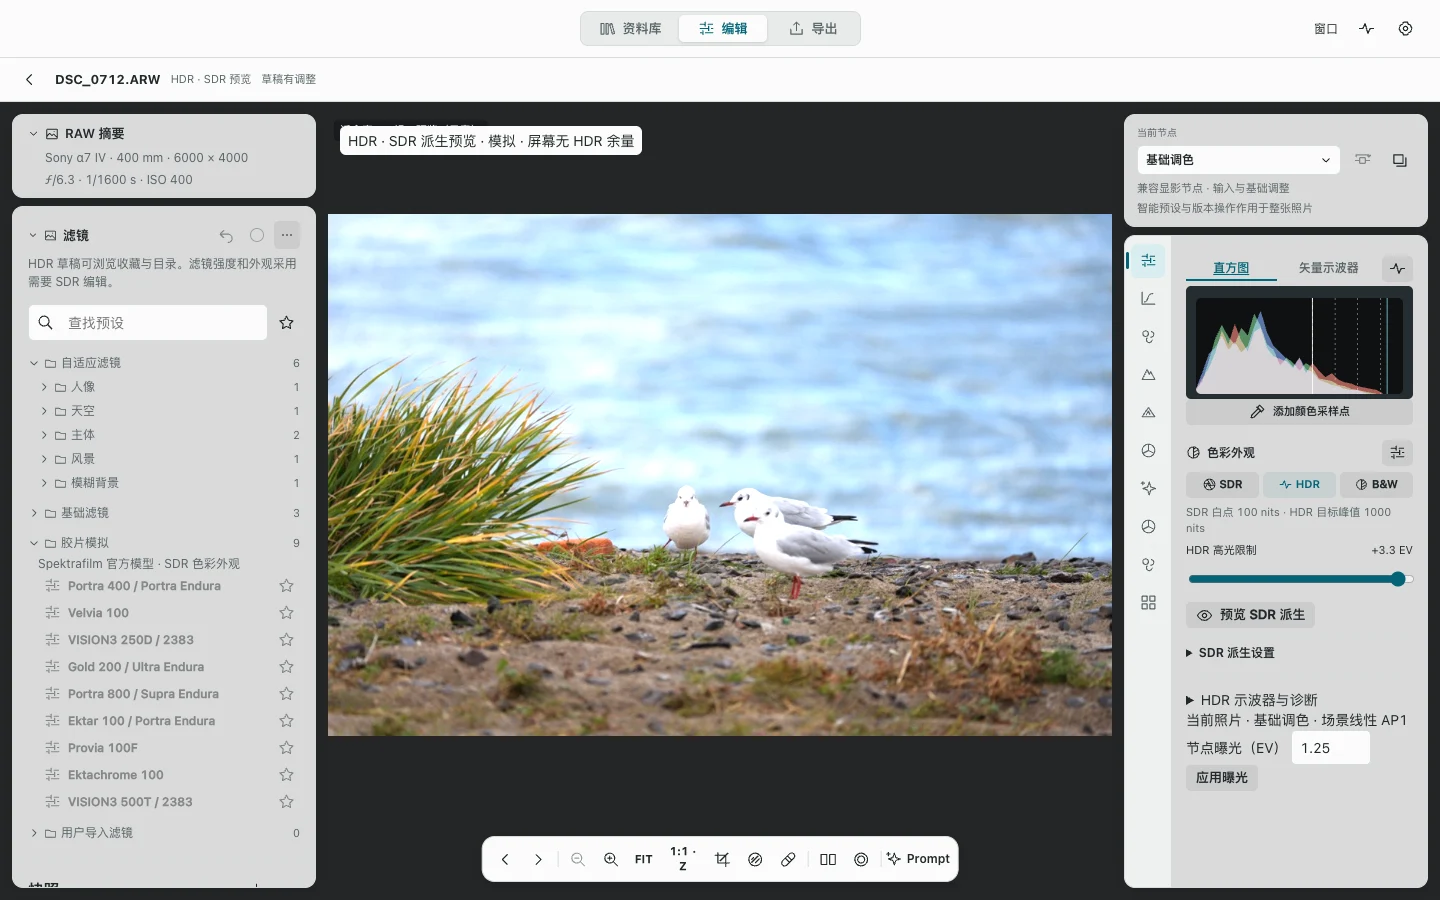 资料库
编辑
导出
窗口
DSC_0712.ARW HDR · SDR 预览 草稿有调整
RAW 摘要
Sony α7 IV · 400 mm · 6000 × 4000
ƒ/6.3 · 1/1600 s · ISO 400
滤镜
HDR 草稿可浏览收藏与目录。滤镜强度和外观采用
需要 SDR 编辑。
查找预设
自适应滤镜 6
人像 1
天空 1
主体 2
风景 1
模糊背景 1
基础滤镜 3
胶片模拟 9
Spektrafilm 官方模型 · SDR 色彩外观
Portra 400 / Portra Endura
Velvia 100
VISION3 250D / 2383
Gold 200 / Ultra Endura
Portra 800 / Supra Endura
Ektar 100 / Portra Endura
Provia 100F
Ektachrome 100
VISION3 500T / 2383
用户导入滤镜 0
HDR · SDR 派生预览 · 模拟 · 屏幕无 HDR 余量
FIT
1:1 ·
Z
Prompt
当前节点
基础调色
兼容显影节点 · 输入与基础调整
智能预设与版本操作作用于整张照片
直方图
矢量示波器
添加颜色采样点
色彩外观
SDR
HDR
B&W
SDR 白点 100 nits · HDR 目标峰值 1000
nits
HDR 高光限制 +3.3 EV
预览 SDR 派生
SDR 派生设置
HDR 示波器与诊断
当前照片 · 基础调色 · 场景线性 AP1
节点曝光（EV） 1.25
应用曝光